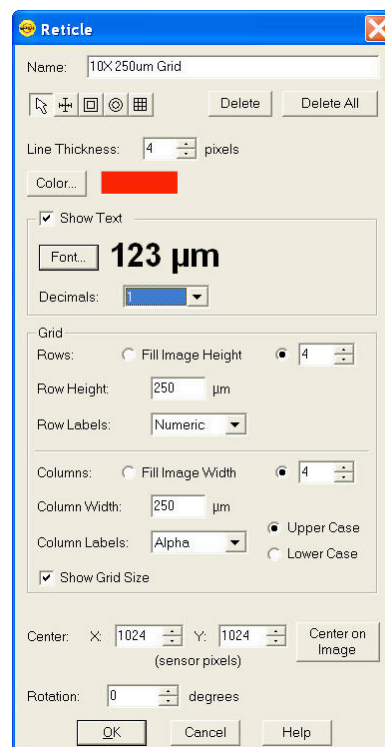 Reticle
Name: 10X 250um Grid
Delete Delete All
Line Thickness: 4 pixels
Color...
Show Text
Font... 123 µm
Decimals: 1
Grid
Rows: Fill Image Height 4
Row Height: 250 µm
Row Labels: Numeric
Columns: Fill Image Width 4
Column Width: 250 µm
Upper Case
Column Labels: Alpha
Lower Case
Show Grid Size
Center: X: 1024 Y: 1024 Center on Image
(sensor pixels)
Rotation: 0 degrees
OK Cancel Help